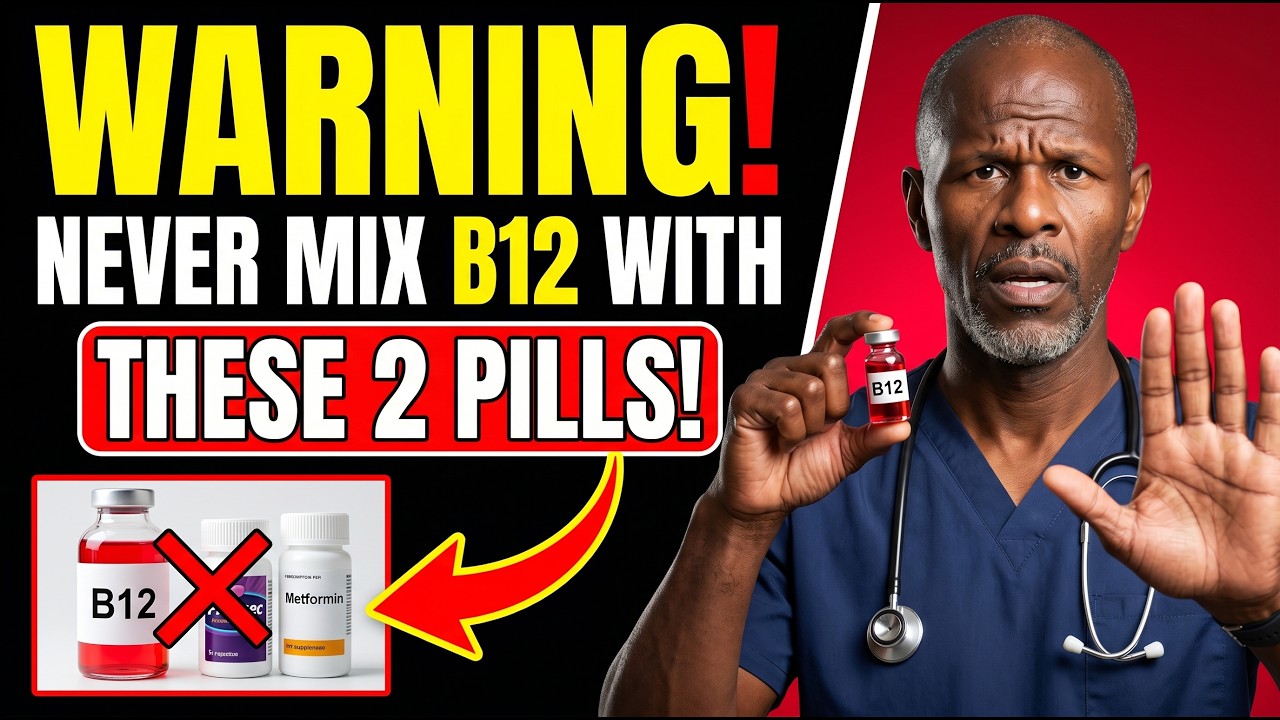 WARNING!
NEVER MIX B12 WITH
THESE 2 PILLS!
B12
B12
Metformin